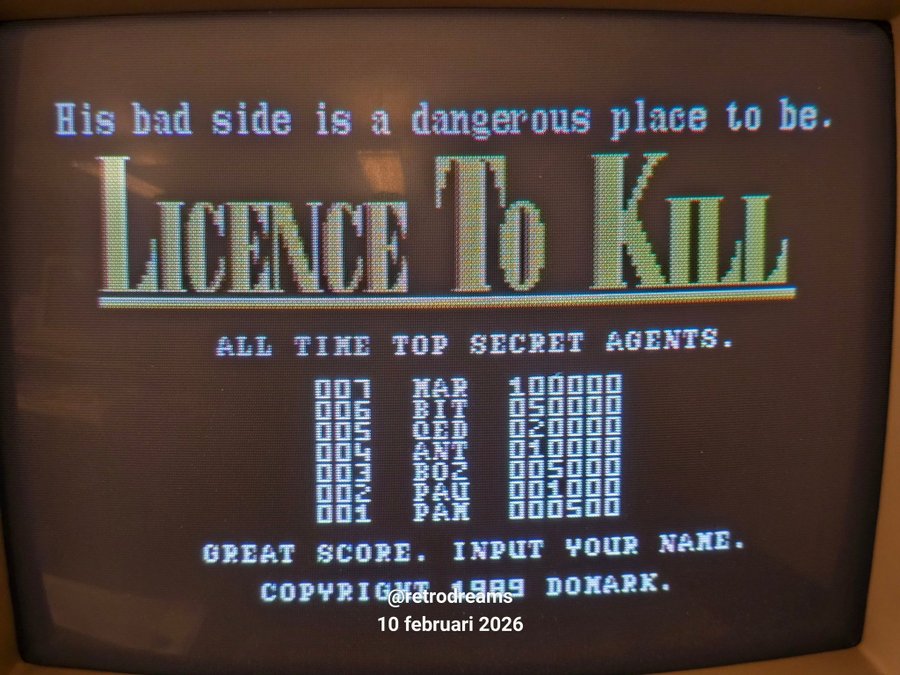 His bad side is a dangerous place to be.
LICENCE TO KILL
ALL TIME TOP SECRET AGENTS.
007 MAR 100000
006 BIT 050000
005 QED 020000
004 ANT 010000
003 BOZ 005000
002 PAU 001000
001 PAM 000500
GREAT SCORE. INPUT YOUR NAME.
COPYRIGHT 1989 DOMARK.
@retrodreams
10 februari 2026